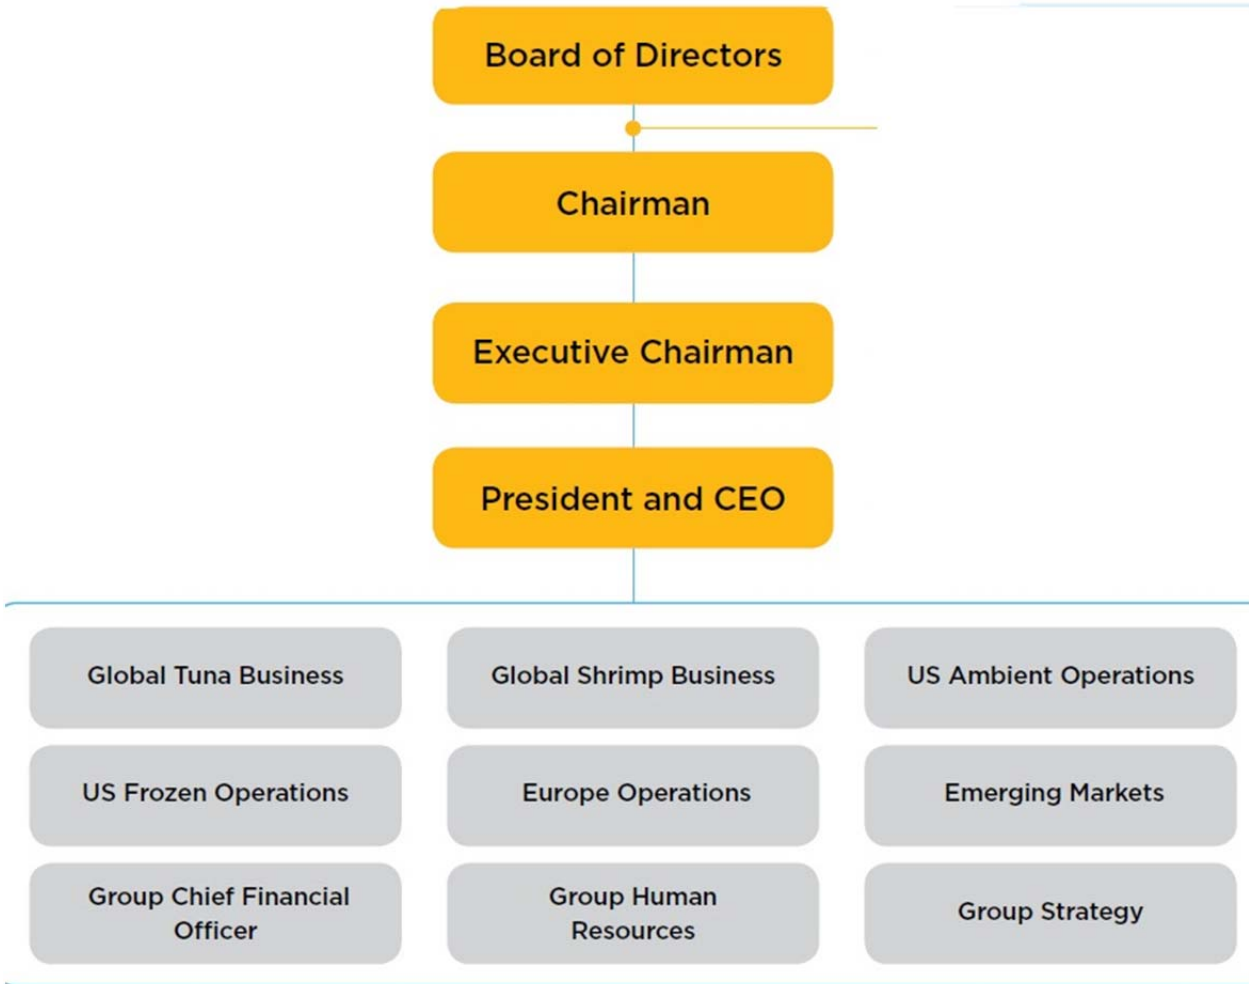 Board of Directors
Chairman
Executive Chairman
President and CEO
Global Tuna Business
Global Shrimp Business
US Ambient Operations
US Frozen Operations
Europe Operations
Emerging Markets
Group Chief Financial
Officer
Group Human
Resources
Group Strategy